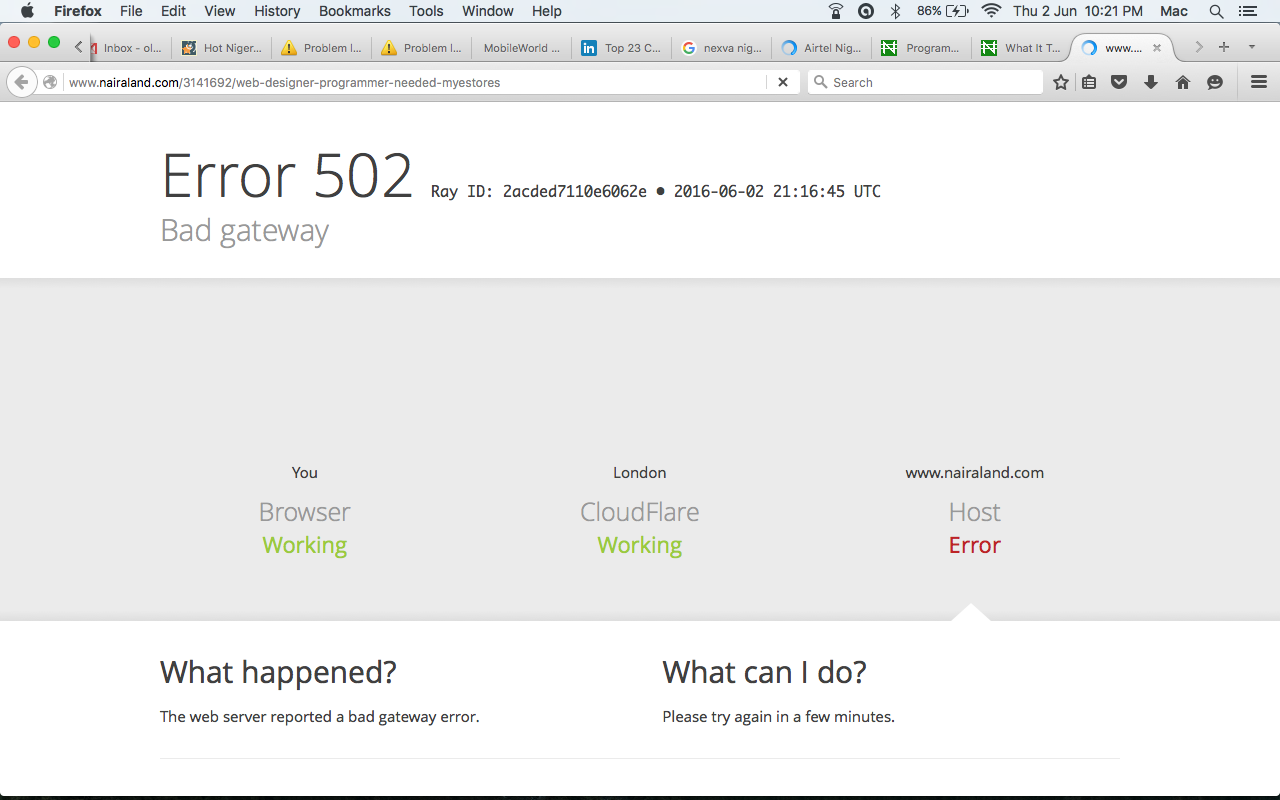 Firefox File Edit View History Bookmarks Tools Window Help 86% Thu 2 Jun 10:21 PM Mac
Inbox - ol... Hot Niger... Problem l... Problem l... MobileWorld ... Top 23 C... nexva nig... Airtel Nig... Program... What It T... www....
www.nairaland.com/3141692/web-designer-programmer-needed-myestores Search
Error 502 Ray ID: 2acded7110e6062e • 2016-06-02 21:16:45 UTC
Bad gateway
You London www.nairaland.com
Browser CloudFlare Host
Working Working Error
What happened? What can I do?
The web server reported a bad gateway error. Please try again in a few minutes.